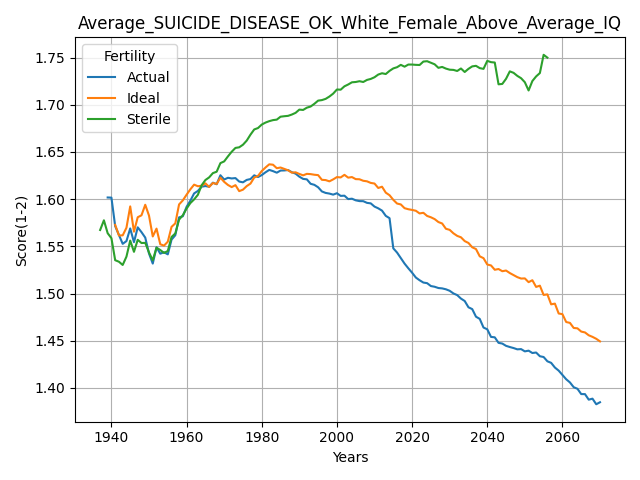 Average_SUICIDE_DISEASE_OK_White_Female_Above_Average_IQ
Fertility
Actual
Ideal
Sterile
Score(1-2)
1.75
1.70
1.65
1.60
1.55
1.50
1.45
1.40
1940 1960 1980 2000 2020 2040 2060
Years